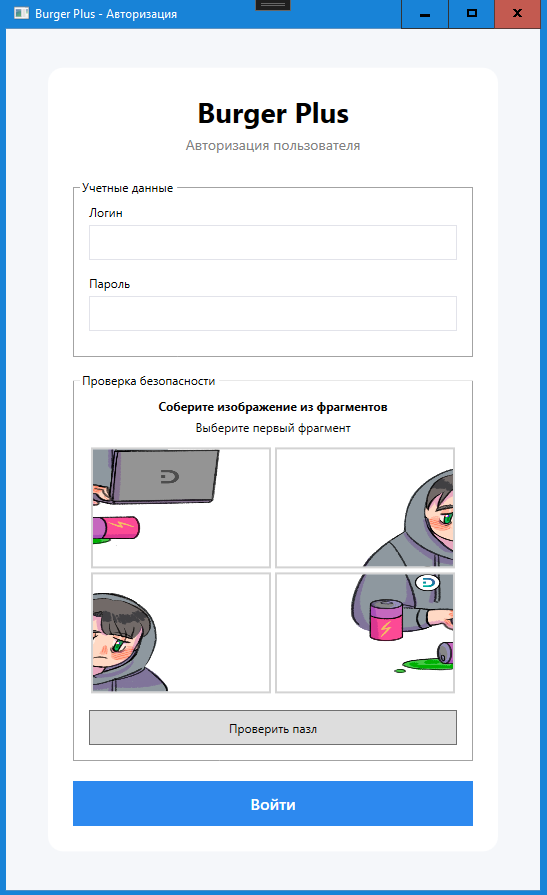 Burger Plus - Авторизация
Burger Plus
Авторизация пользователя
Учетные данные
Логин
Пароль
Проверка безопасности
Соберите изображение из фрагментов
Выберите первый фрагмент
Проверить пазл
Войти